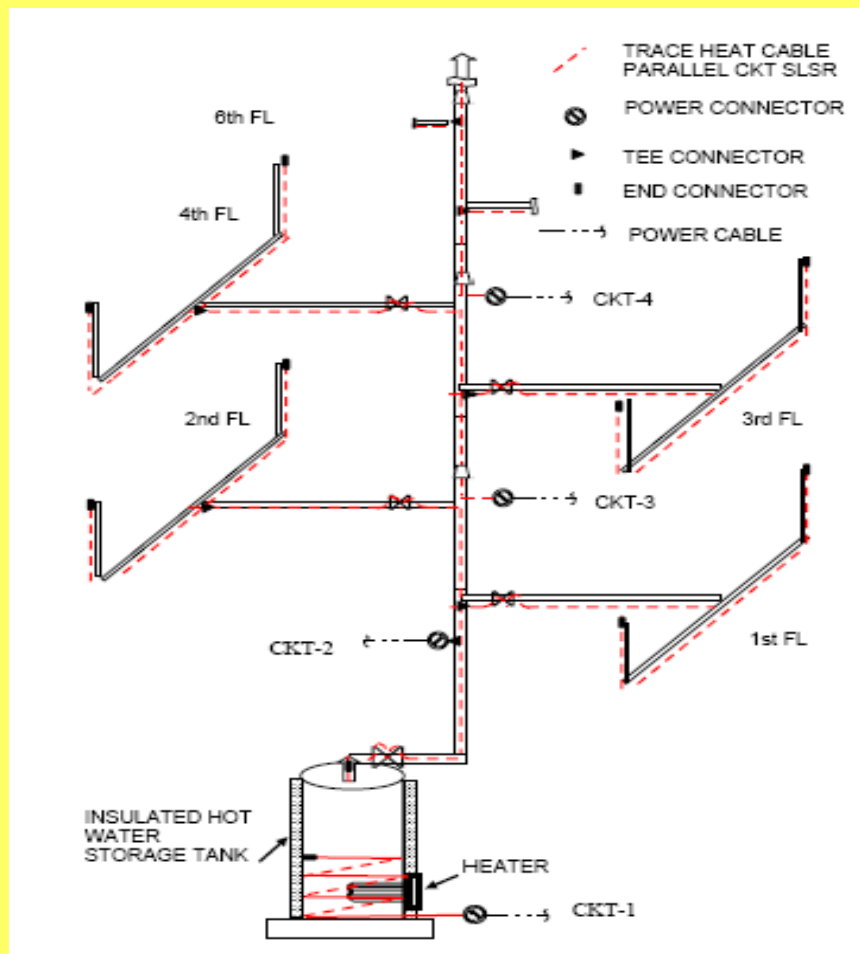 TRACE HEAT CABLE
PARALLEL CKT SLSR
POWER CONNECTOR
TEE CONNECTOR
END CONNECTOR
POWER CABLE
6th FL
4th FL
CKT-4
2nd FL
3rd FL
CKT-3
CKT-2
1st FL
INSULATED HOT
WATER
STORAGE TANK
HEATER
CKT-1